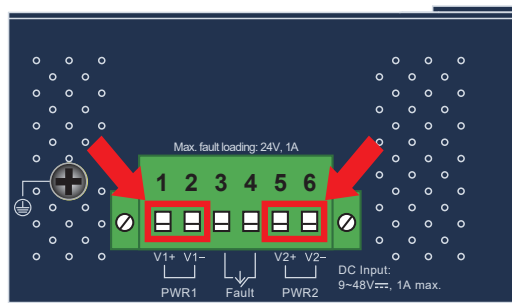 Max. fault loading: 24V, 1A
1 2 3 4 5 6
V1+ V1– V2+ V2–
PWR1 Fault PWR2
DC Input:
9~48V⎓, 1A max.